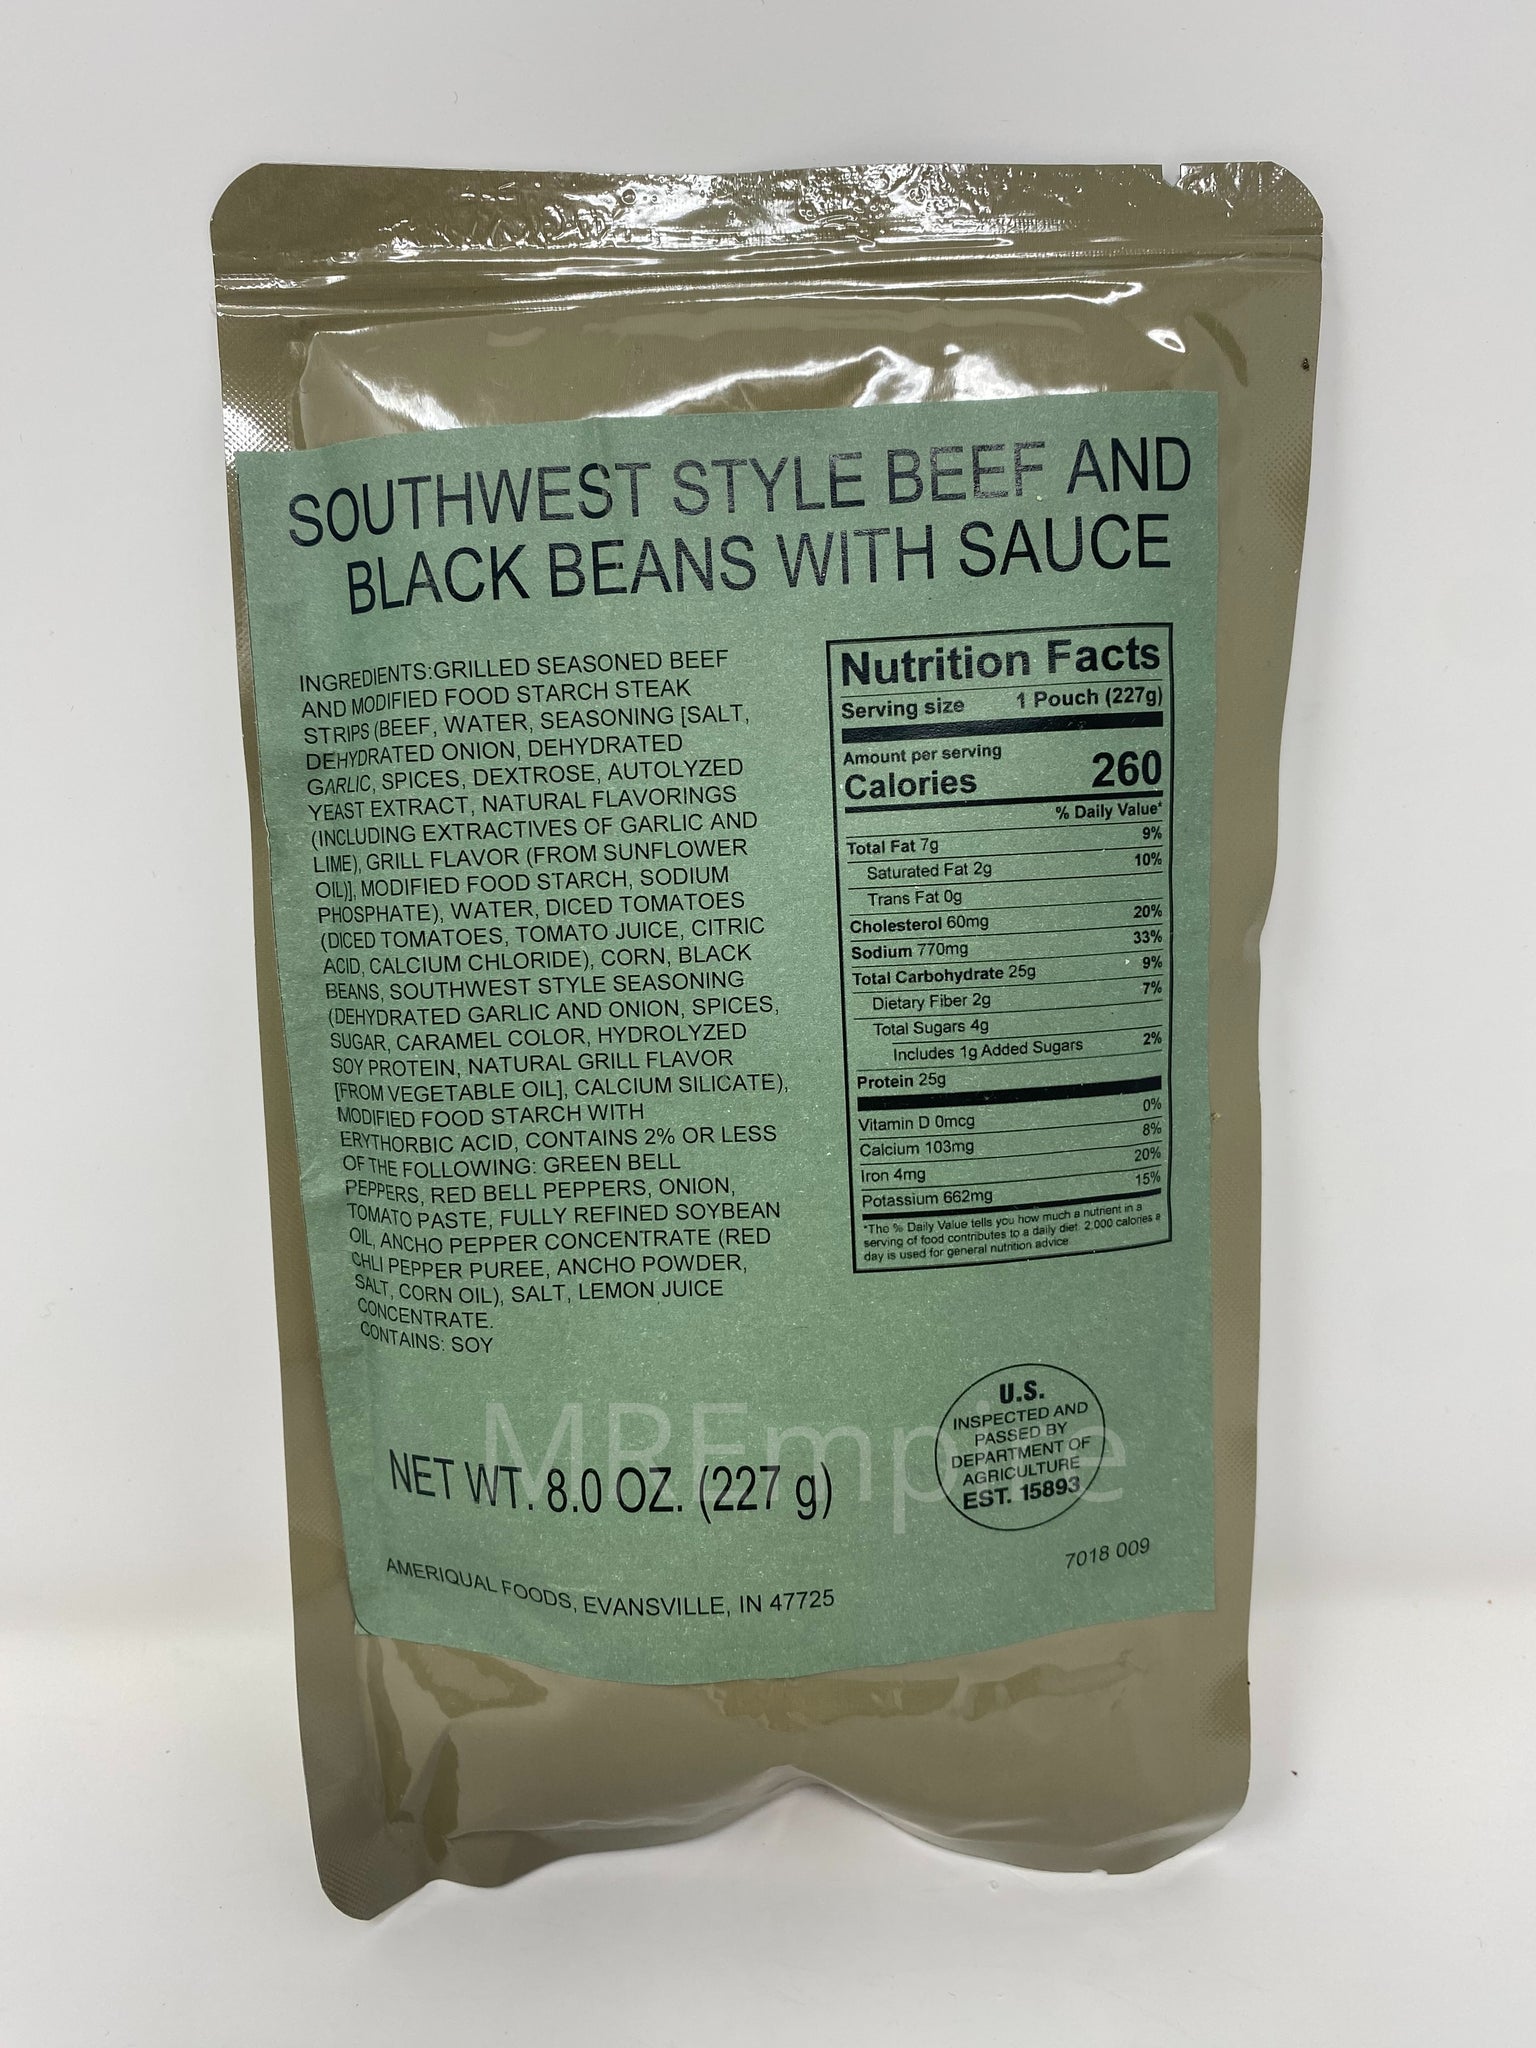 SOUTHWEST STYLE BEEF AND
BLACK BEANS WITH SAUCE
INGREDIENTS:GRILLED SEASONED BEEF
AND MODIFIED FOOD STARCH STEAK
STRIPS (BEEF, WATER, SEASONING [SALT,
DEHYDRATED ONION, DEHYDRATED
GARLIC, SPICES, DEXTROSE, AUTOLYZED
YEAST EXTRACT, NATURAL FLAVORINGS
(INCLUDING EXTRACTIVES OF GARLIC AND
LIME), GRILL FLAVOR (FROM SUNFLOWER
OIL)], MODIFIED FOOD STARCH, SODIUM
PHOSPHATE), WATER, DICED TOMATOES
(DICED TOMATOES, TOMATO JUICE, CITRIC
ACID, CALCIUM CHLORIDE), CORN, BLACK
BEANS, SOUTHWEST STYLE SEASONING
(DEHYDRATED GARLIC AND ONION, SPICES,
SUGAR, CARAMEL COLOR, HYDROLYZED
SOY PROTEIN, NATURAL GRILL FLAVOR
[FROM VEGETABLE OIL], CALCIUM SILICATE),
MODIFIED FOOD STARCH WITH
ERYTHORBIC ACID, CONTAINS 2% OR LESS
OF THE FOLLOWING: GREEN BELL
PEPPERS, RED BELL PEPPERS, ONION,
TOMATO PASTE, FULLY REFINED SOYBEAN
OIL, ANCHO PEPPER CONCENTRATE (RED
CHLI PEPPER PUREE, ANCHO POWDER,
SALT, CORN OIL), SALT, LEMON JUICE
CONCENTRATE.
CONTAINS: SOY
Nutrition Facts
Serving size 1 Pouch (227g)
Amount per serving
Calories 260
% Daily Value*
Total Fat 7g 9%
Saturated Fat 2g 10%
Trans Fat 0g
Cholesterol 60mg 20%
Sodium 770mg 33%
Total Carbohydrate 25g 9%
Dietary Fiber 2g 7%
Total Sugars 4g
Includes 1g Added Sugars 2%
Protein 25g
Vitamin D 0mcg 0%
Calcium 103mg 8%
Iron 4mg 20%
Potassium 662mg 15%
*The % Daily Value tells you how much a nutrient in a
serving of food contributes to a daily diet. 2,000 calories a
day is used for general nutrition advice.
MREmpire
NET WT. 8.0 OZ. (227 g)
U.S.
INSPECTED AND
PASSED BY
DEPARTMENT OF
AGRICULTURE
EST. 15893
7018 009
AMERIQUAL FOODS, EVANSVILLE, IN 47725